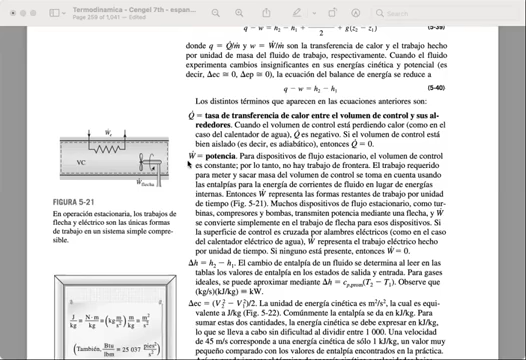 Termodinamica - Cengel 7th - espan...
Page 259 of 1,041 — Edited
Search
(5-39)
donde q = Q̇/ṁ y w = Ẇ/ṁ son la transferencia de calor y el trabajo hecho
por unidad de masa del fluido de trabajo, respectivamente. Cuando el fluido
experimenta cambios insignificantes en sus energías cinética y potencial (es
decir, Δec ≅ 0, Δep ≅ 0), la ecuación del balance de energía se reduce a
q − w = h₂ − h₁ (5-40)
Los distintos términos que aparecen en las ecuaciones anteriores son:
Q̇ = tasa de transferencia de calor entre el volumen de control y sus al-
rededores. Cuando el volumen de control está perdiendo calor (como en el
caso del calentador de agua), Q̇ es negativo. Si el volumen de control está
bien aislado (es decir, es adiabático), entonces Q̇ = 0.
Ẇ = potencia. Para dispositivos de flujo estacionario, el volumen de control
es constante; por lo tanto, no hay trabajo de frontera. El trabajo requerido
para meter y sacar masa del volumen de control se toma en cuenta usando
las entalpías para la energía de corrientes de fluido en lugar de energías
internas. Entonces Ẇ representa las formas restantes de trabajo por unidad
de tiempo (Fig. 5-21). Muchos dispositivos de flujo estacionario, como tur-
binas, compresores y bombas, transmiten potencia mediante una flecha, y Ẇ
se convierte simplemente en el trabajo de flecha para esos dispositivos. Si
la superficie de control es cruzada por alambres eléctricos (como en el caso
del calentador eléctrico de agua), Ẇ representa el trabajo eléctrico hecho
por unidad de tiempo. Si ninguno está presente, entonces Ẇ = 0.
Δh = h₂ − h₁. El cambio de entalpía de un fluido se determina al leer en las
tablas los valores de entalpía en los estados de salida y entrada. Para gases
ideales, se puede aproximar mediante Δh = c_p,prom(T₂ − T₁). Observe que
(kg/s)(kJ/kg) ≡ kW.
Δec = (V₂² − V₁²)/2. La unidad de energía cinética es m²/s², la cual es equi-
valente a J/kg (Fig. 5-22). Comúnmente la entalpía se da en kJ/kg. Para
sumar estas dos cantidades, la energía cinética se debe expresar en kJ/kg,
lo que se lleva a cabo sin dificultad al dividir entre 1 000. Una velocidad
de 45 m/s corresponde a una energía cinética de sólo 1 kJ/kg, un valor muy
pequeño comparado con los valores de entalpía encontrados en la práctica.
Ẇₑ
VC
Ẇ_flecha
FIGURA 5-21
En operación estacionaria, los trabajos de
flecha y eléctrico son las únicas formas
de trabajo en un sistema simple compre-
sible.
J/kg ≡ N·m/kg ≡ (kg m/s²) m/kg ≡ m²/s²
(También, Btu/lbm ≡ 25 037 pies²/s²)